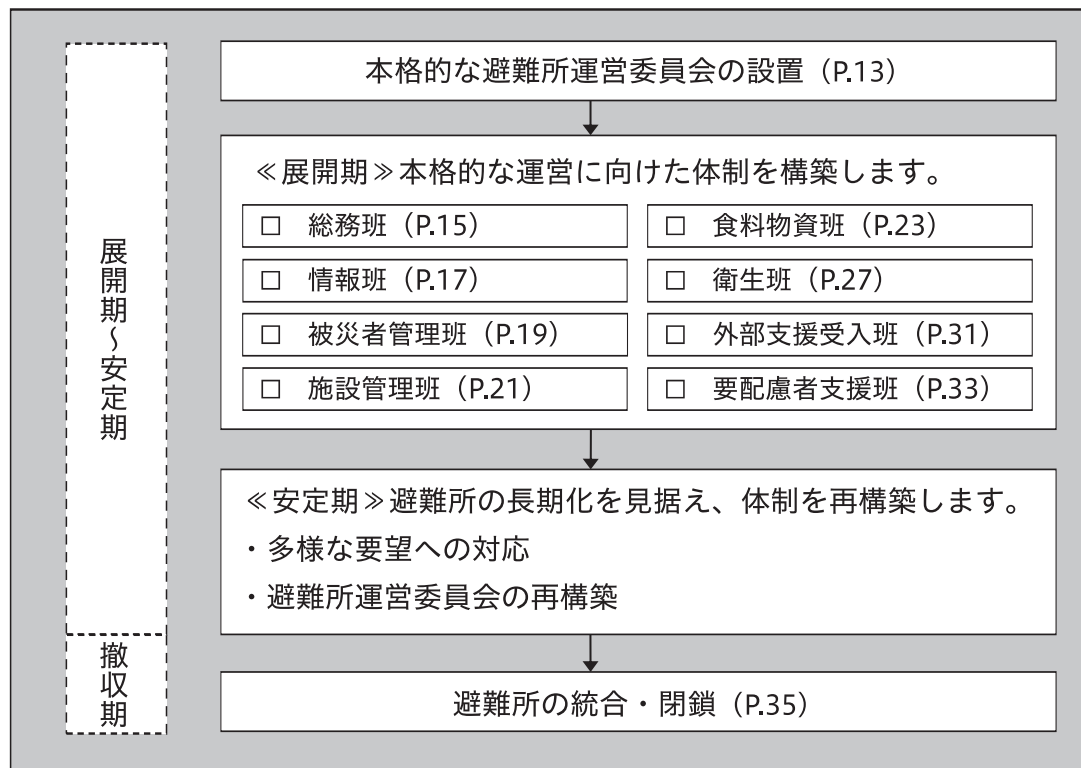 展開期～安定期
本格的な避難所運営委員会の設置（P.13）
≪展開期≫本格的な運営に向けた体制を構築します。
□ 総務班（P.15）
□ 食料物資班（P.23）
□ 情報班（P.17）
□ 衛生班（P.27）
□ 被災者管理班（P.19）
□ 外部支援受入班（P.31）
□ 施設管理班（P.21）
□ 要配慮者支援班（P.33）
≪安定期≫避難所の長期化を見据え、体制を再構築します。
・多様な要望への対応
・避難所運営委員会の再構築
撤収期
避難所の統合・閉鎖（P.35）